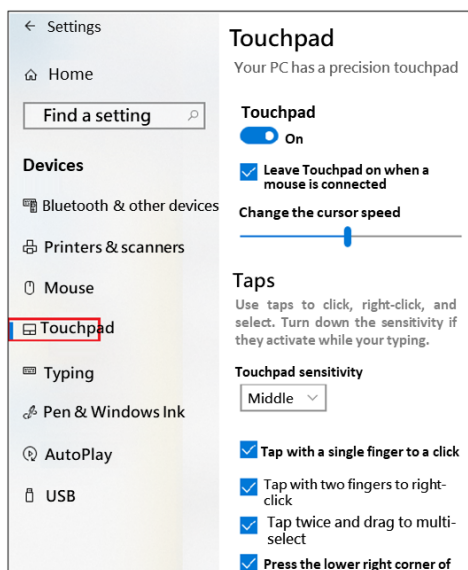 ← Settings
Home
Find a setting
Devices
Bluetooth & other devices
Printers & scanners
Mouse
Touchpad
Typing
Pen & Windows Ink
AutoPlay
USB
Touchpad
Your PC has a precision touchpad
Touchpad
On
Leave Touchpad on when a
mouse is connected
Change the cursor speed
Taps
Use taps to click, right-click, and
select. Turn down the sensitivity if
they activate while your typing.
Touchpad sensitivity
Middle
Tap with a single finger to a click
Tap with two fingers to right-
click
Tap twice and drag to multi-
select
Press the lower right corner of